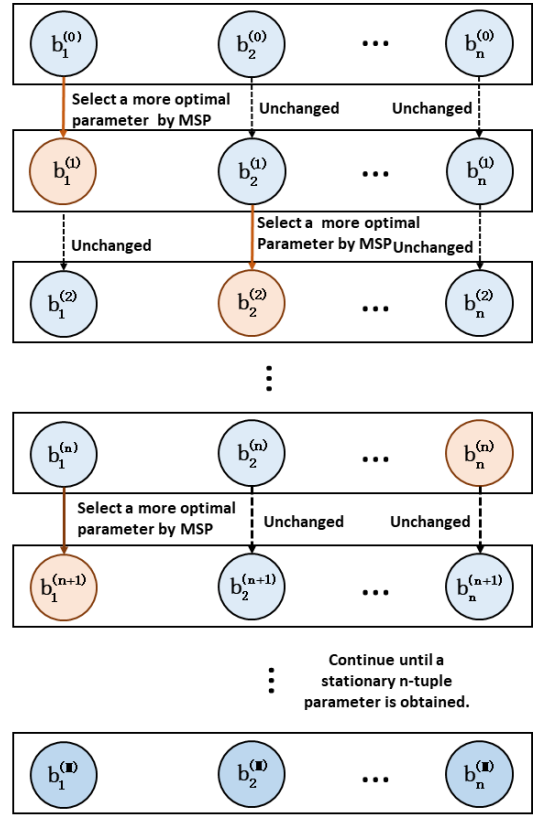 b₁⁽⁰⁾ b₂⁽⁰⁾ ... bₙ⁽⁰⁾
Select a more optimal
parameter by MSP
Unchanged
Unchanged
b₁⁽¹⁾ b₂⁽¹⁾ ... bₙ⁽¹⁾
Unchanged
Select a more optimal
Parameter by MSP
Unchanged
b₁⁽²⁾ b₂⁽²⁾ ... bₙ⁽²⁾
⋮
b₁⁽ⁿ⁾ b₂⁽ⁿ⁾ ... bₙ⁽ⁿ⁾
Select a more optimal
parameter by MSP
Unchanged
Unchanged
b₁⁽ⁿ⁺¹⁾ b₂⁽ⁿ⁺¹⁾ ... bₙ⁽ⁿ⁺¹⁾
⋮
Continue until a
stationary n-tuple
parameter is obtained.
b₁ b₂ ... bₙ